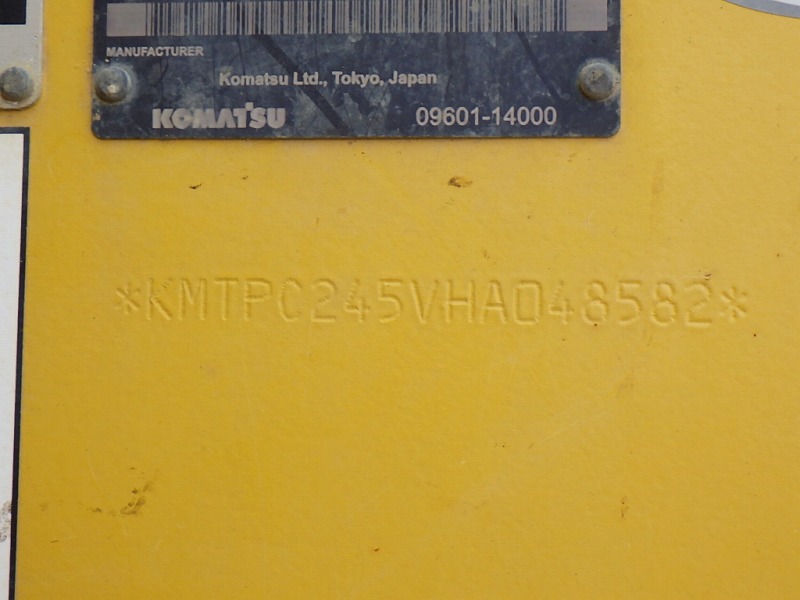 MANUFACTURER
Komatsu Ltd., Tokyo, Japan
KOMATSU
09601-14000
*KMTPC245VHA048582*